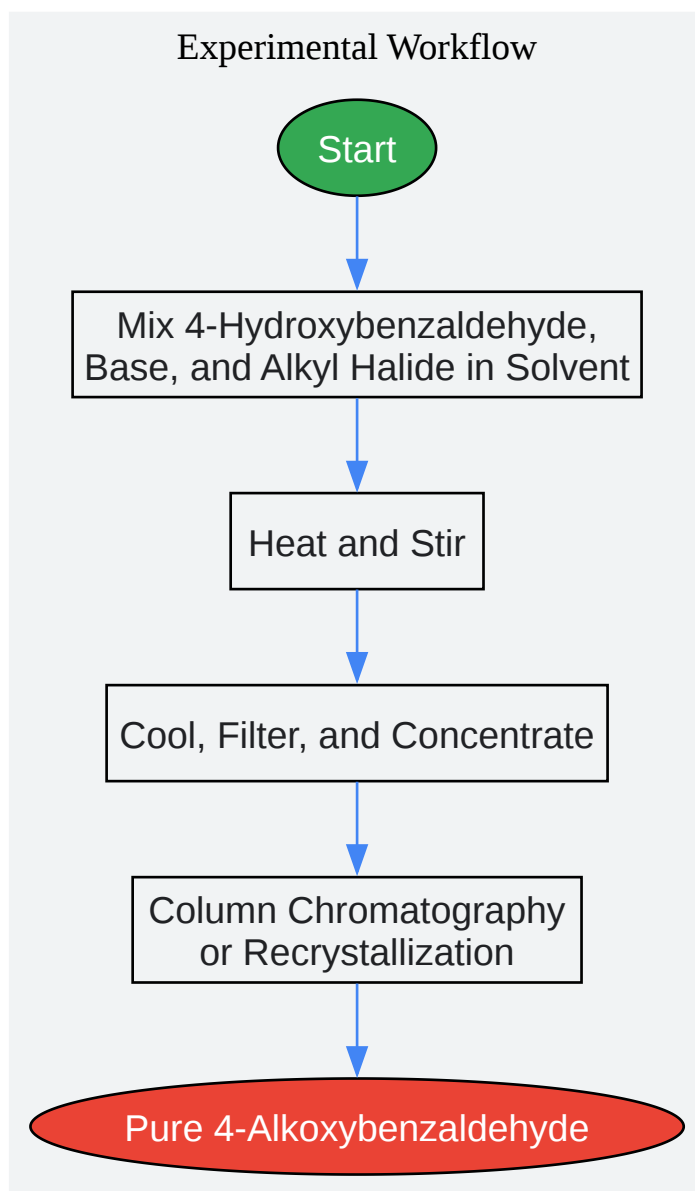 Experimental Workflow
Start
Mix 4-Hydroxybenzaldehyde,
Base, and Alkyl Halide in Solvent
Heat and Stir
Cool, Filter, and Concentrate
Column Chromatography
or Recrystallization
Pure 4-Alkoxybenzaldehyde